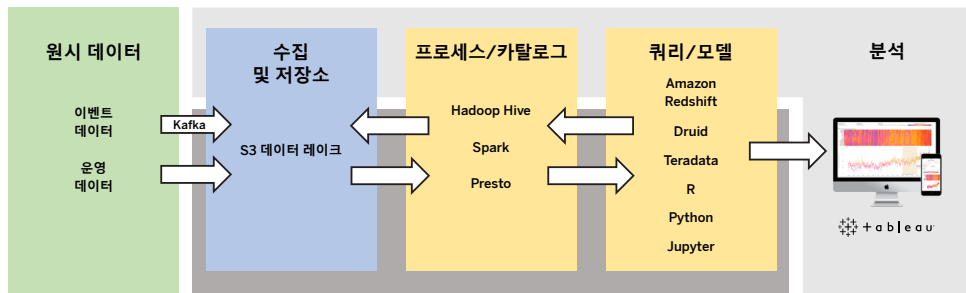 원시 데이터
이벤트
데이터
운영
데이터
Kafka
수집
및 저장소
S3 데이터 레이크
프로세스/카탈로그
Hadoop Hive
Spark
Presto
쿼리/모델
Amazon
Redshift
Druid
Teradata
R
Python
Jupyter
분석
+ableau